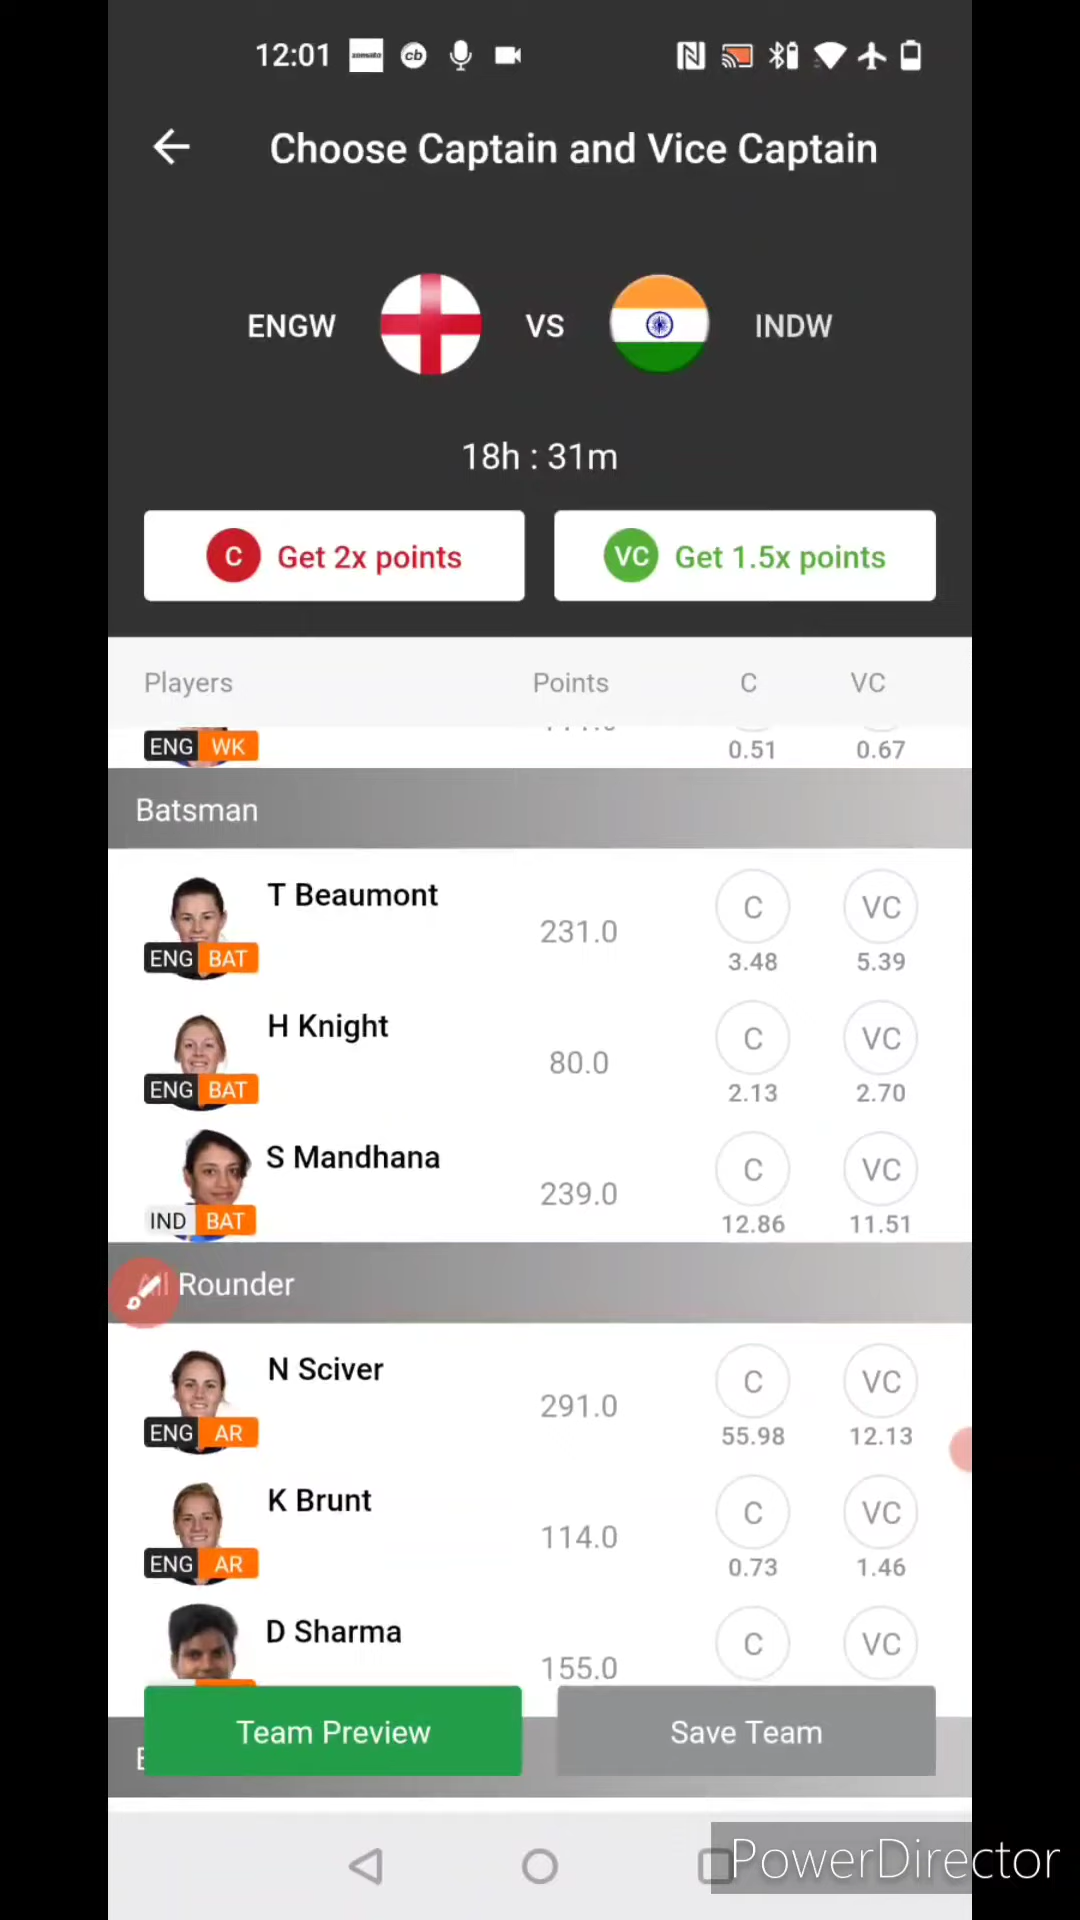 12:01 zomato cb
Choose Captain and Vice Captain
ENGW VS INDW
18h : 31m
C Get 2x points VC Get 1.5x points
Players Points C VC
ENG WK 0.51 0.67
Batsman
T Beaumont
ENG BAT 231.0 C VC
3.48 5.39
H Knight
ENG BAT 80.0 C VC
2.13 2.70
S Mandhana
IND BAT 239.0 C VC
12.86 11.51
All Rounder
N Sciver
ENG AR 291.0 C VC
55.98 12.13
K Brunt
ENG AR 114.0 C VC
0.73 1.46
D Sharma
155.0 C VC
Team Preview Save Team
PowerDirector